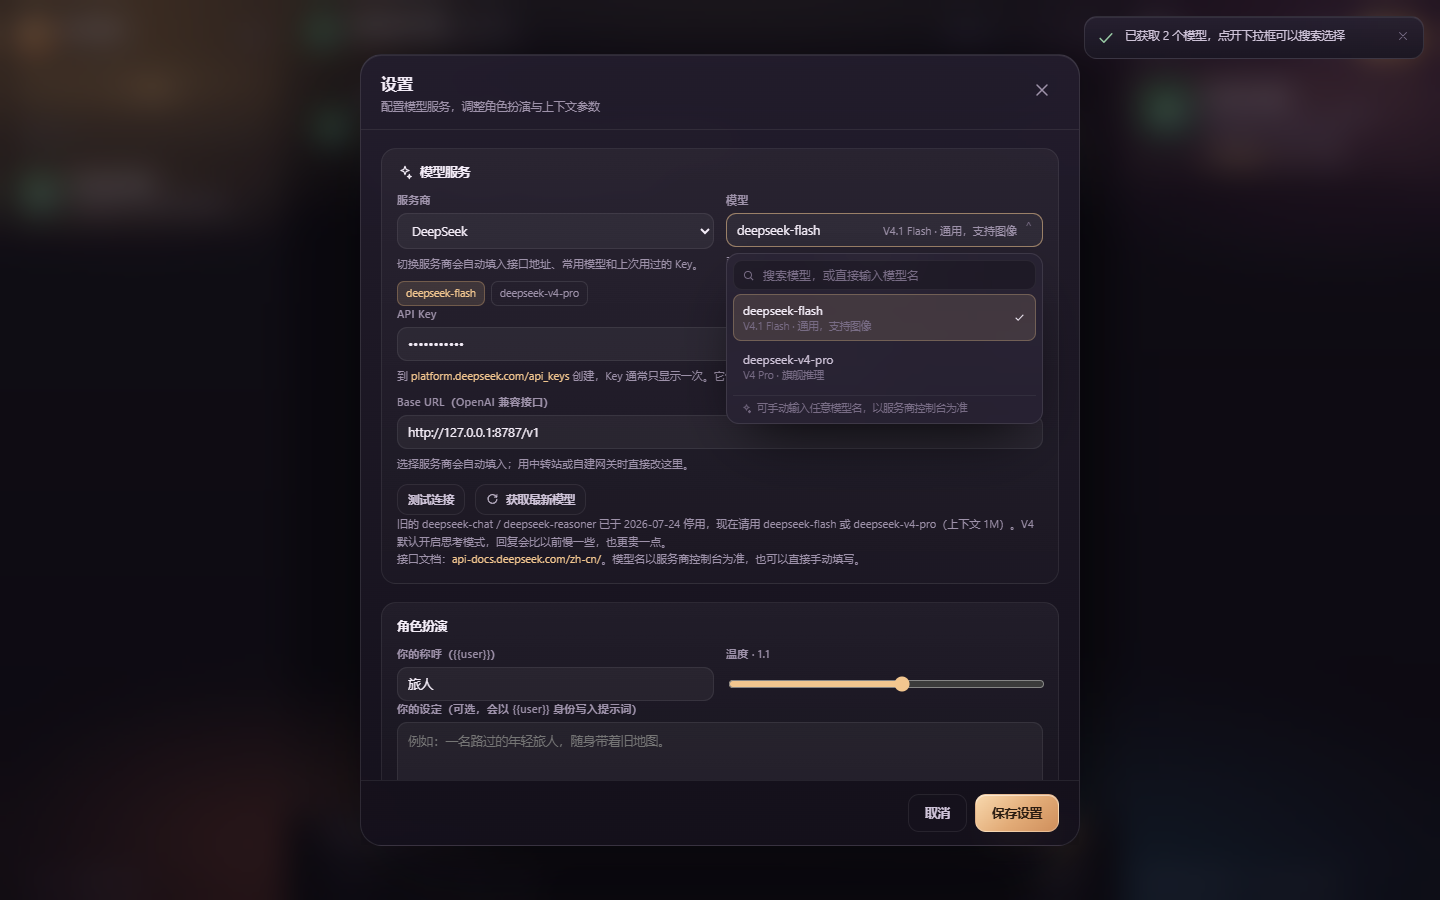 已获取 2 个模型，点开下拉框可以搜索选择
设置
配置模型服务，调整角色扮演与上下文参数
模型服务
服务商
模型
DeepSeek
deepseek-flash
V4.1 Flash · 通用，支持图像
切换服务商会自动填入接口地址、常用模型和上次用过的 Key。
搜索模型，或直接输入模型名
deepseek-flash
deepseek-v4-pro
deepseek-flash
V4.1 Flash · 通用，支持图像
deepseek-v4-pro
V4 Pro · 旗舰推理
可手动输入任意模型名，以服务商控制台为准
API Key
•••••••••••
到 platform.deepseek.com/api_keys 创建，Key 通常只显示一次。它
Base URL（OpenAI 兼容接口）
http://127.0.0.1:8787/v1
选择服务商会自动填入；用中转站或自建网关时直接改这里。
测试连接
获取最新模型
旧的 deepseek-chat / deepseek-reasoner 已于 2026-07-24 停用，现在请用 deepseek-flash 或 deepseek-v4-pro（上下文 1M）。V4
默认开启思考模式，回复会比以前慢一些，也更贵一点。
接口文档：api-docs.deepseek.com/zh-cn/。模型名以服务商控制台为准，也可以直接手动填写。
角色扮演
你的称呼（{{user}}）
温度 · 1.1
旅人
你的设定（可选，会以 {{user}} 身份写入提示词）
例如：一名路过的年轻旅人，随身带着旧地图。
取消
保存设置